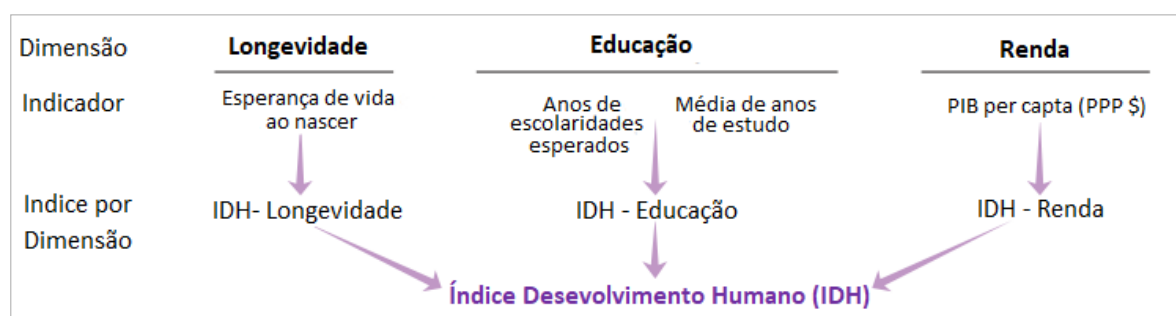 Dimensão
Longevidade
Educação
Renda
Indicador
Esperança de vida
ao nascer
Anos de
escolaridades
esperados
Média de anos
de estudo
PIB per capta (PPP $)
Indice por
Dimensão
IDH- Longevidade
IDH - Educação
IDH - Renda
Índice Desevolvimento Humano (IDH)